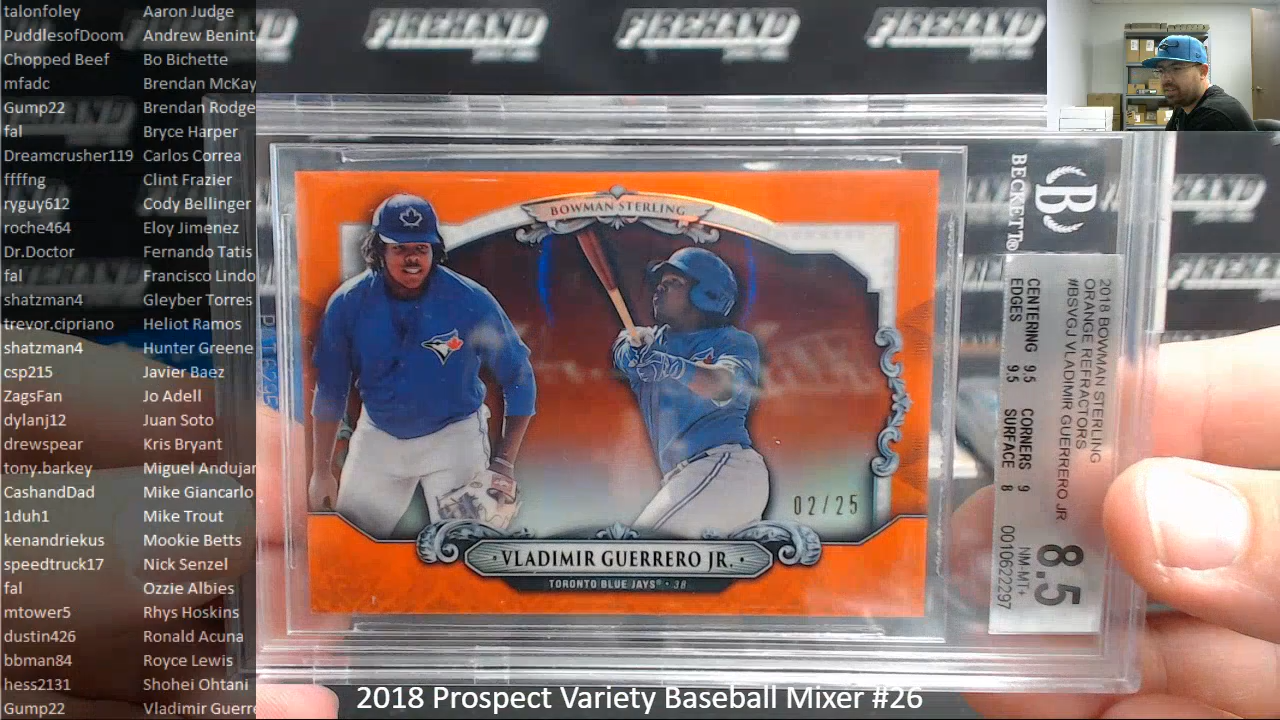 talonfoley Aaron Judge
PuddlesofDoom Andrew Benint
Chopped Beef Bo Bichette
mfadc Brendan McKay
Gump22 Brendan Rodge
fal Bryce Harper
Dreamcrusher119 Carlos Correa
ffffng Clint Frazier
ryguy612 Cody Bellinger
roche464 Eloy Jimenez
Dr.Doctor Fernando Tatis
fal Francisco Lindo
shatzman4 Gleyber Torres
trevor.cipriano Heliot Ramos
shatzman4 Hunter Greene
csp215 Javier Baez
ZagsFan Jo Adell
dylanj12 Juan Soto
drewspear Kris Bryant
tony.barkey Miguel Andujar
CashandDad Mike Giancarlo
1duh1 Mike Trout
kenandriekus Mookie Betts
speedtruck17 Nick Senzel
fal Ozzie Albies
mtower5 Rhys Hoskins
dustin426 Ronald Acuna
bbman84 Royce Lewis
hess2131 Shohei Ohtani
Gump22 Vladimir Guerre
FIREHAND FIREHAND FIREHAND
BOWMAN STERLING
02/25
·VLADIMIR GUERRERO JR.·
TORONTO BLUE JAYS® · 3B
B
BECKETT®
2018 BOWMAN STERLING
ORANGE REFRACTORS
#BSVGJ VLADIMIR GUERRERO JR
CENTERING 9.5 CORNERS 9
EDGES 9.5 SURFACE 8
8.5
NM-MT+
0010622297
2018 Prospect Variety Baseball Mixer #26